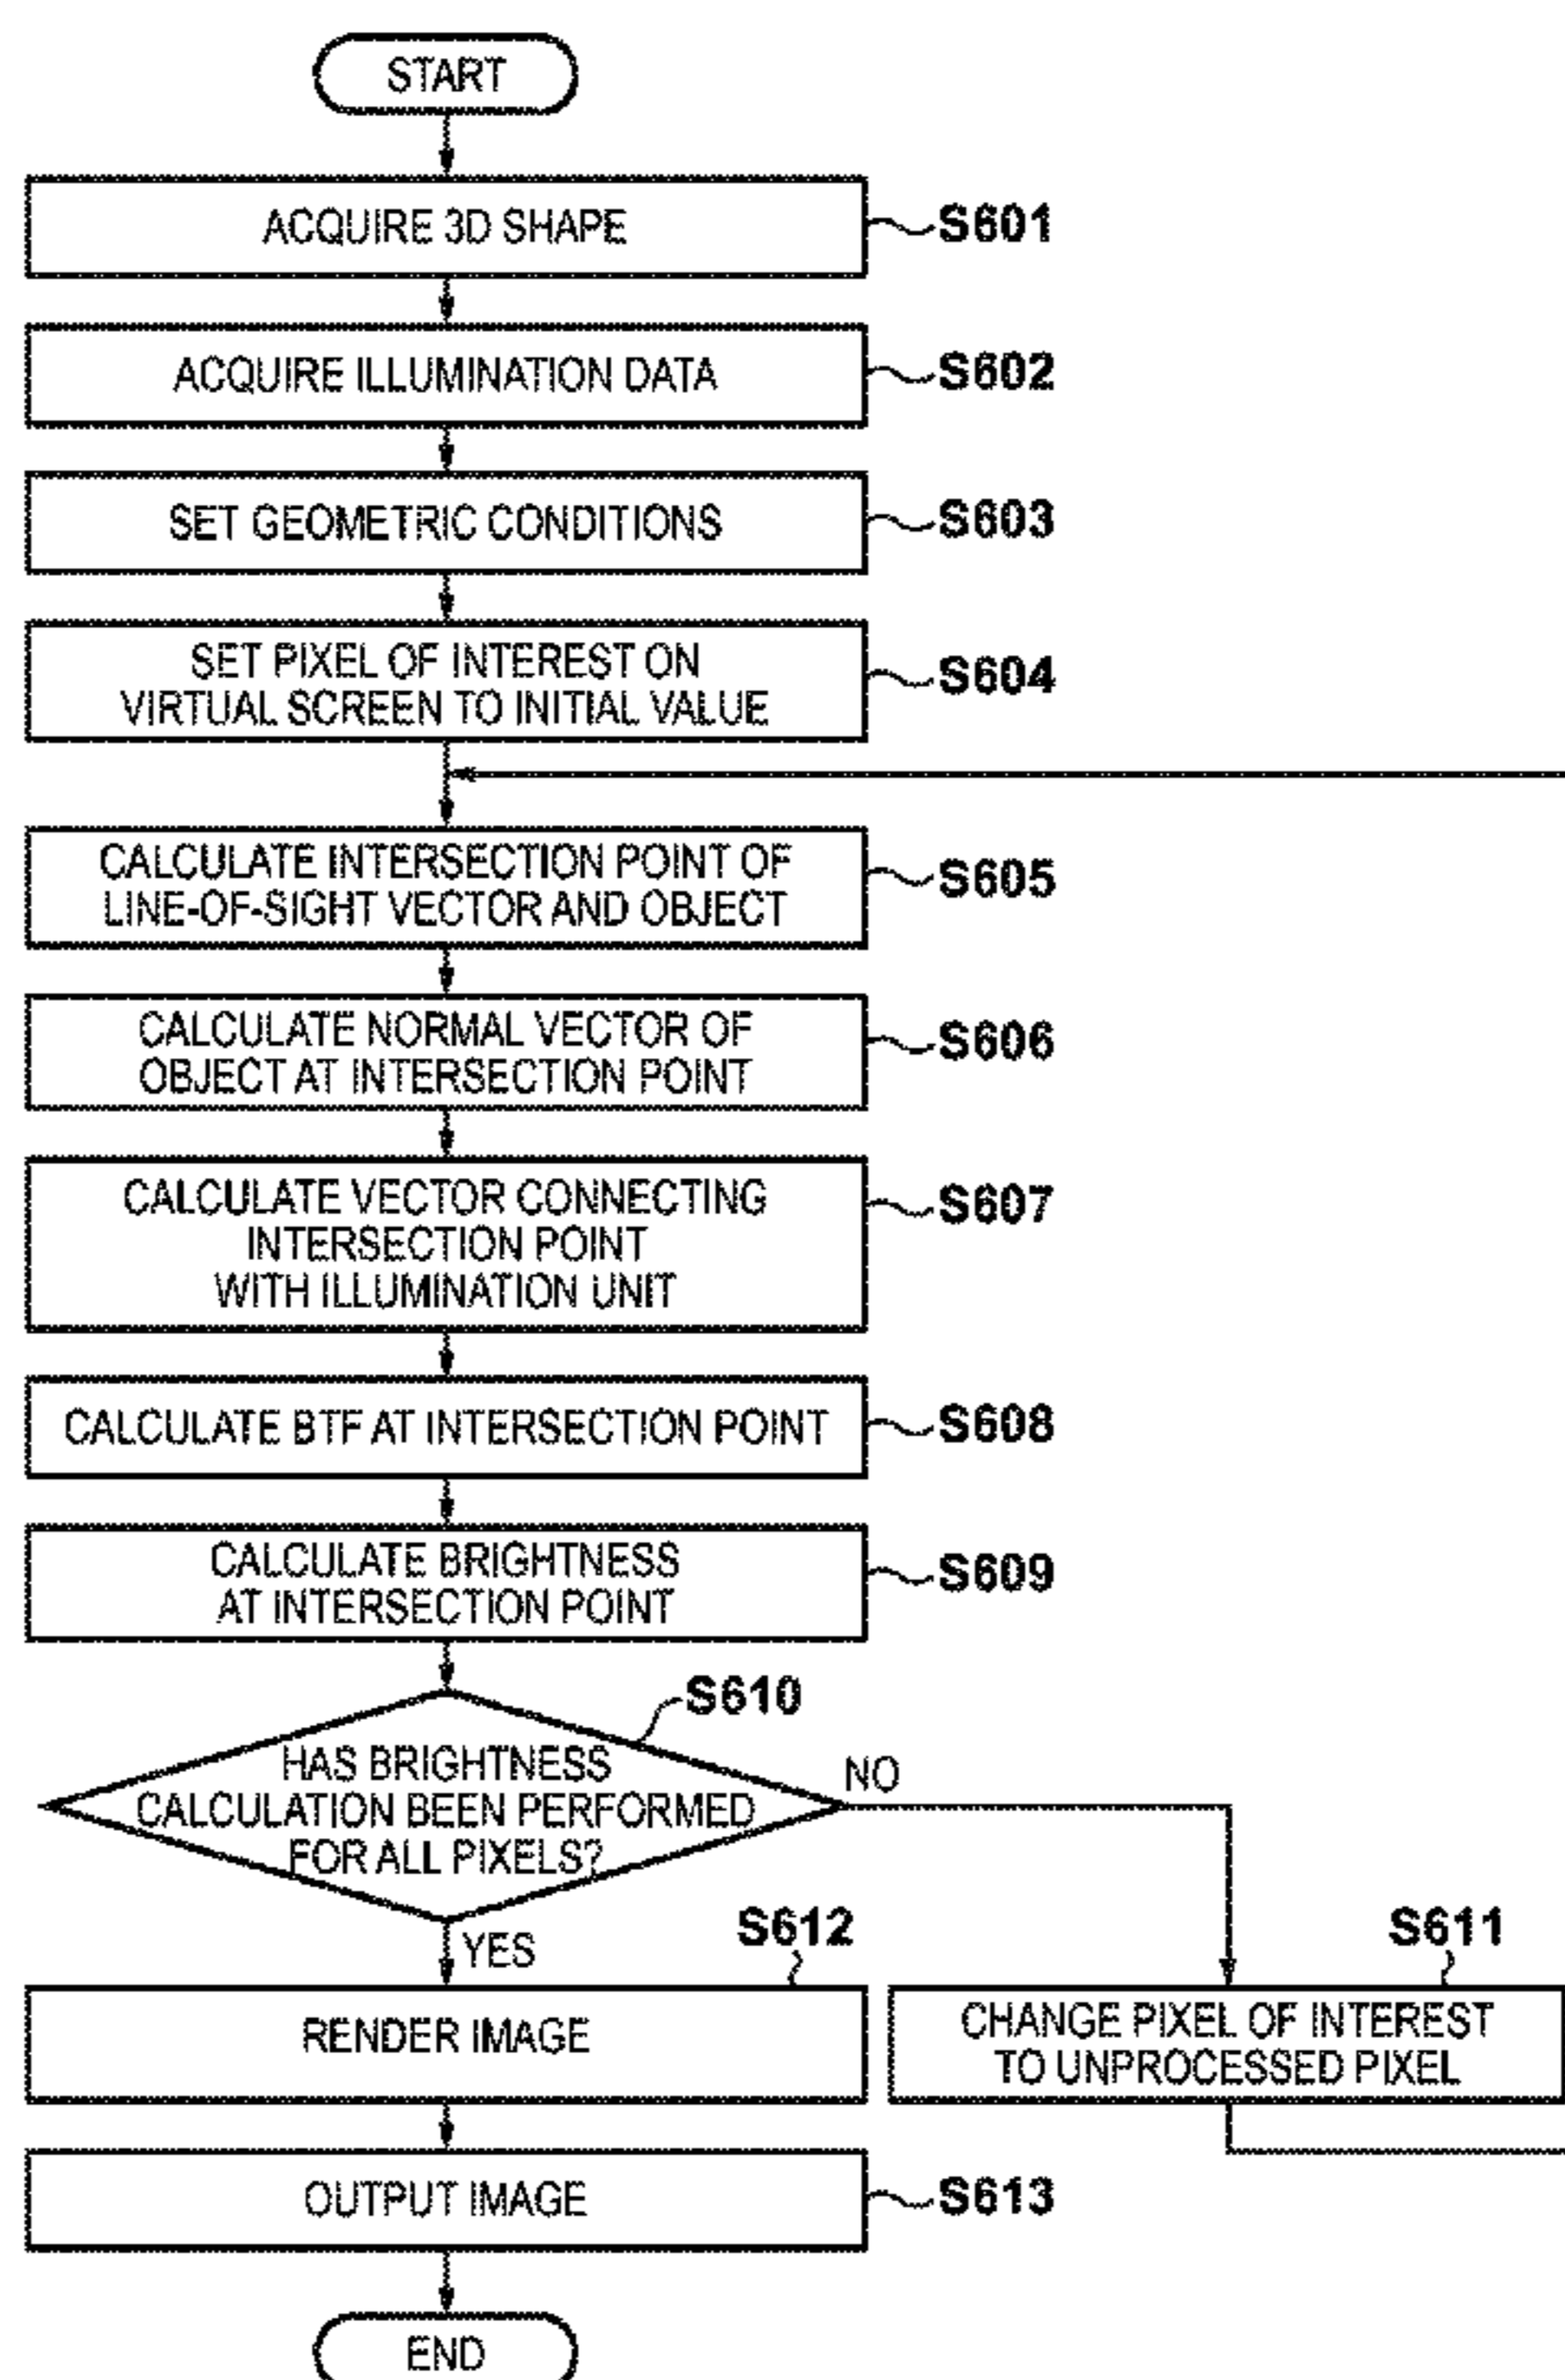 START
ACQUIRE 3D SHAPE
S601
ACQUIRE ILLUMINATION DATA
S602
SET GEOMETRIC CONDITIONS
S603
SET PIXEL OF INTEREST ON
VIRTUAL SCREEN TO INITIAL VALUE
S604
CALCULATE INTERSECTION POINT OF
LINE-OF-SIGHT VECTOR AND OBJECT
S605
CALCULATE NORMAL VECTOR OF
OBJECT AT INTERSECTION POINT
S606
CALCULATE VECTOR CONNECTING
INTERSECTION POINT
WITH ILLUMINATION UNIT
S607
CALCULATE BTF AT INTERSECTION POINT
S608
CALCULATE BRIGHTNESS
AT INTERSECTION POINT
S609
S610
HAS BRIGHTNESS
CALCULATION BEEN PERFORMED
FOR ALL PIXELS?
NO
YES
S612
RENDER IMAGE
S611
CHANGE PIXEL OF INTEREST
TO UNPROCESSED PIXEL
OUTPUT IMAGE
S613
END